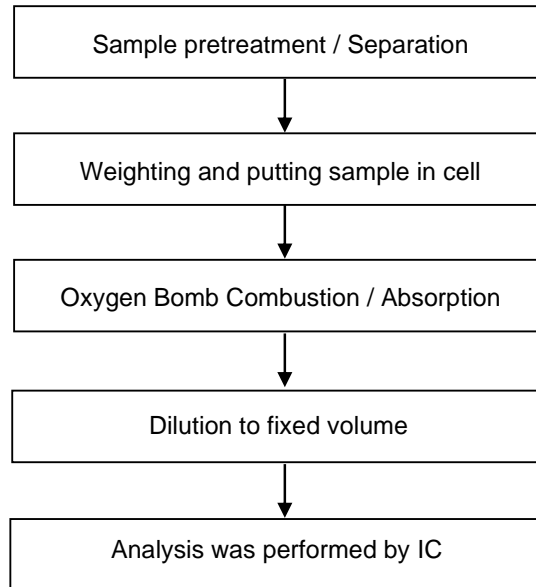 Sample pretreatment / Separation
Weighting and putting sample in cell
Oxygen Bomb Combustion / Absorption
Dilution to fixed volume
Analysis was performed by IC